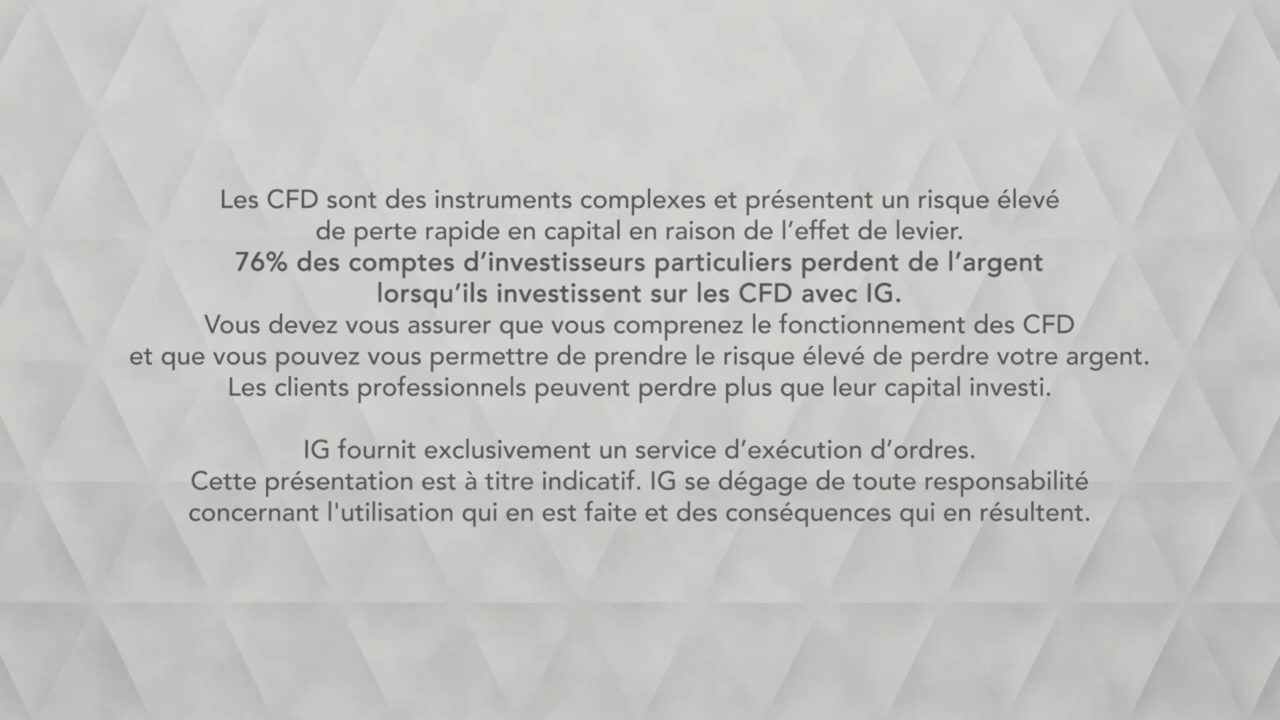 Les CFD sont des instruments complexes et présentent un risque élevé
de perte rapide en capital en raison de l’effet de levier.
76% des comptes d’investisseurs particuliers perdent de l’argent
lorsqu’ils investissent sur les CFD avec IG.
Vous devez vous assurer que vous comprenez le fonctionnement des CFD
et que vous pouvez vous permettre de prendre le risque élevé de perdre votre argent.
Les clients professionnels peuvent perdre plus que leur capital investi.
IG fournit exclusivement un service d’exécution d’ordres.
Cette présentation est à titre indicatif. IG se dégage de toute responsabilité
concernant l'utilisation qui en est faite et des conséquences qui en résultent.